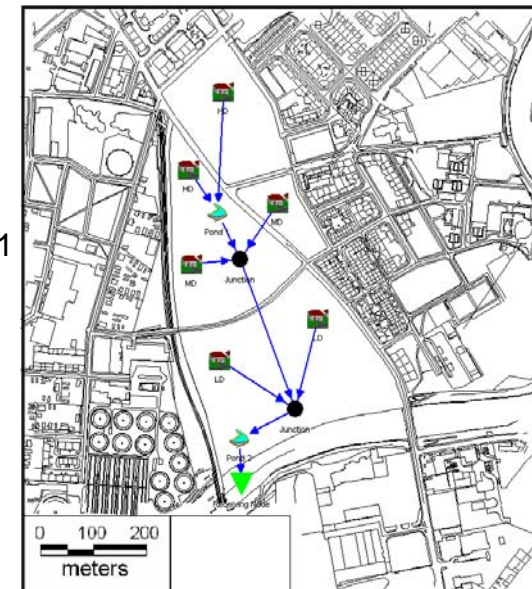 HD
HD
MD
Pond
1
Junction
MD
LD
LD
Junction
Pond 2
Receiving Node
0 100 200
meters